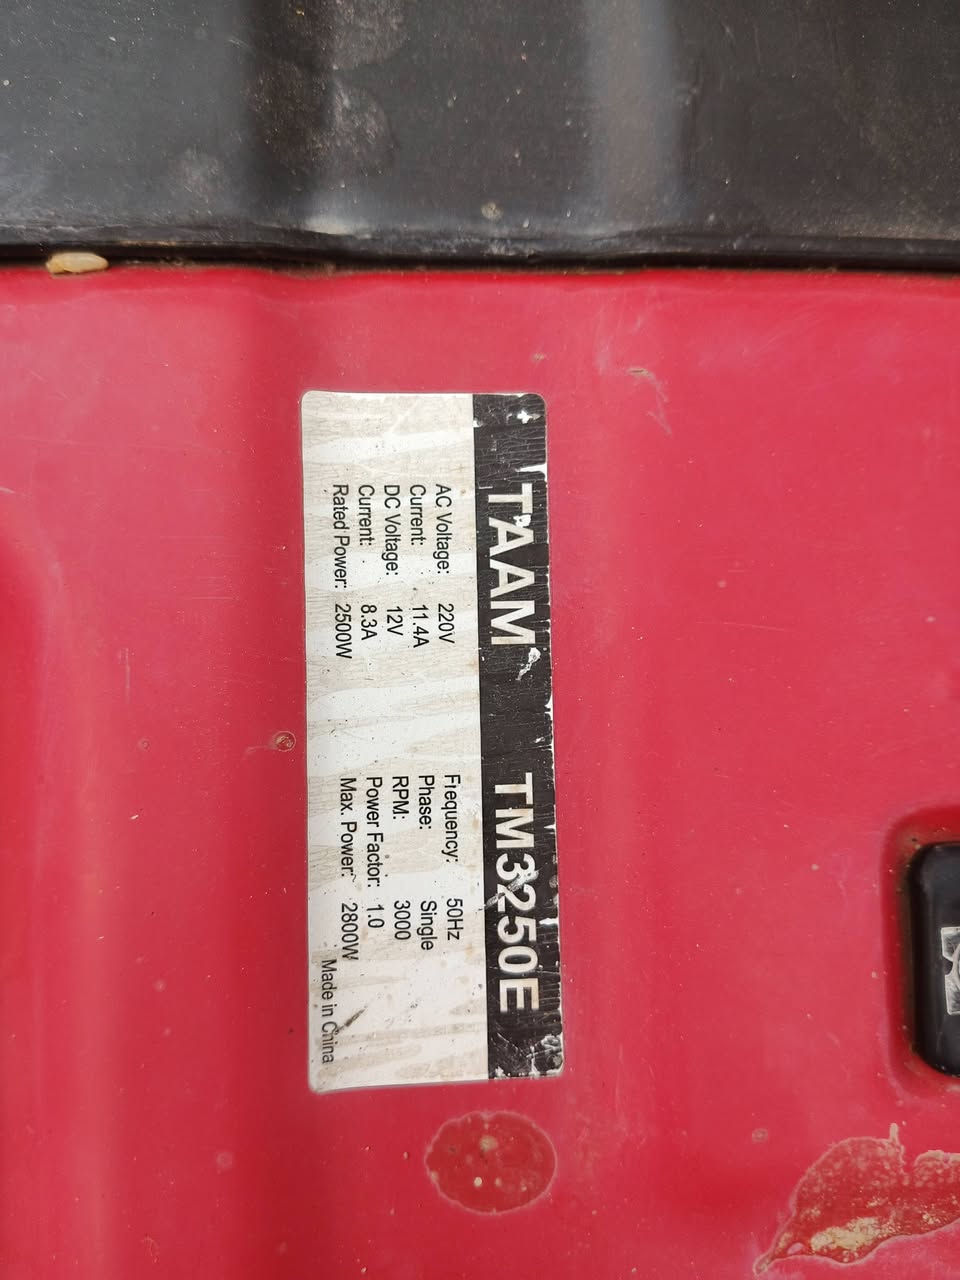 TAAM TM3250E
AC Voltage: 220V Frequency: 50Hz
Current: 11.4A Phase: Single
DC Voltage: 12V RPM: 3000
Current: 8.3A Power Factor: 1.0
Rated Power: 2500W Max. Power: 2800W
Made in China